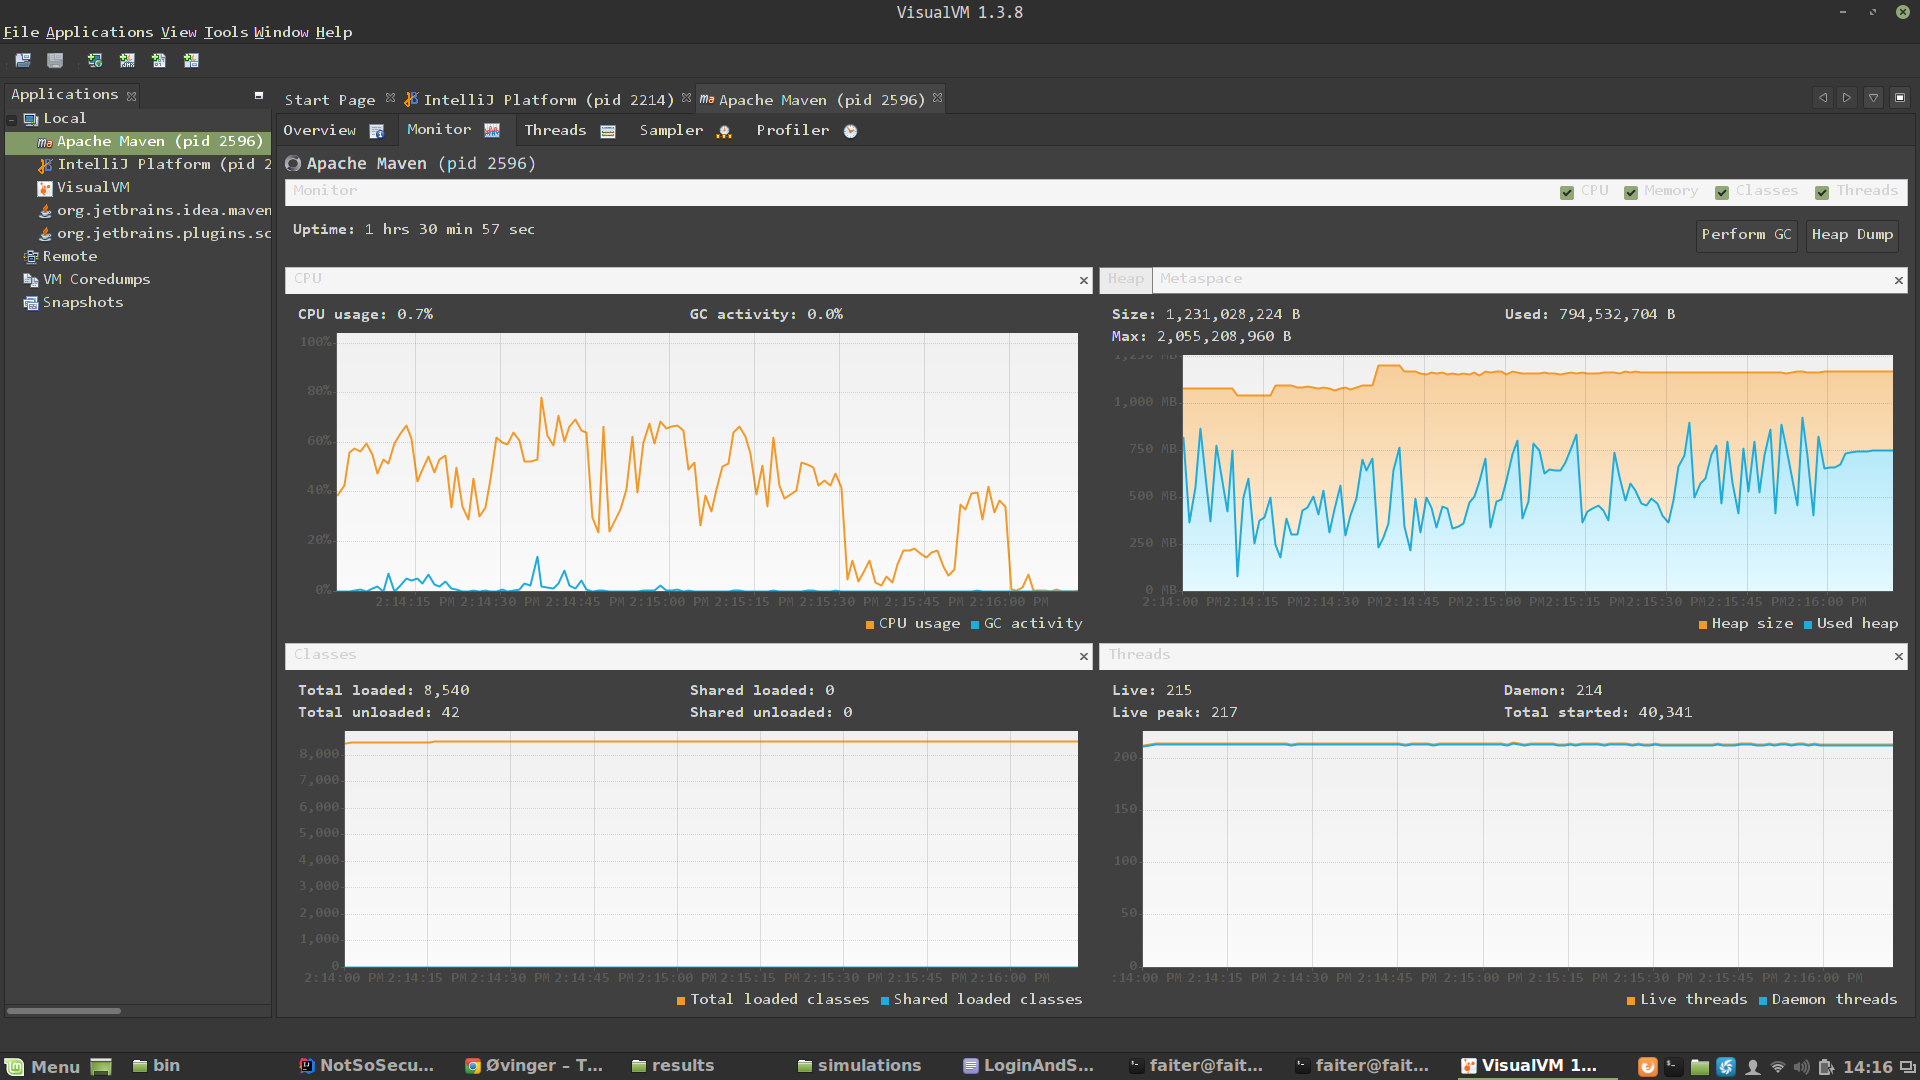 VisualVM 1.3.8
File Applications View Tools Window Help
Applications
Start Page
IntelliJ Platform (pid 2214)
Apache Maven (pid 2596)
Local
Apache Maven (pid 2596)
IntelliJ Platform (pid 2
VisualVM
org.jetbrains.idea.maven
org.jetbrains.plugins.sc
Remote
VM Coredumps
Snapshots
Overview Monitor Threads Sampler Profiler
Apache Maven (pid 2596)
Monitor CPU Memory Classes Threads
Uptime: 1 hrs 30 min 57 sec
Perform GC Heap Dump
CPU
CPU usage: 0.7% GC activity: 0.0%
100%
80%
60%
40%
20%
0%
2:14:15 PM 2:14:30 PM 2:14:45 PM 2:15:00 PM 2:15:15 PM 2:15:30 PM 2:15:45 PM 2:16:00 PM
CPU usage GC activity
Heap Metaspace
Size: 1,231,028,224 B Used: 794,532,704 B
Max: 2,055,208,960 B
1,250 MB
1,000 MB
750 MB
500 MB
250 MB
0 MB
2:14:00 PM 2:14:15 PM 2:14:30 PM 2:14:45 PM 2:15:00 PM 2:15:15 PM 2:15:30 PM 2:15:45 PM 2:16:00 PM
Heap size Used heap
Classes
Total loaded: 8,540 Shared loaded: 0
Total unloaded: 42 Shared unloaded: 0
8,000
7,000
6,000
5,000
4,000
3,000
2,000
1,000
0
2:14:00 PM 2:14:15 PM 2:14:30 PM 2:14:45 PM 2:15:00 PM 2:15:15 PM 2:15:30 PM 2:15:45 PM 2:16:00 PM
Total loaded classes Shared loaded classes
Threads
Live: 215 Daemon: 214
Live peak: 217 Total started: 40,341
200
150
100
50
0
:14:00 PM 2:14:15 PM 2:14:30 PM 2:14:45 PM 2:15:00 PM 2:15:15 PM 2:15:30 PM 2:15:45 PM 2:16:00 PM
Live threads Daemon threads
Menu bin NotSoSecu... Øvinger – T... results simulations LoginAndS... faiter@fait... faiter@fait... VisualVM 1... 14:16